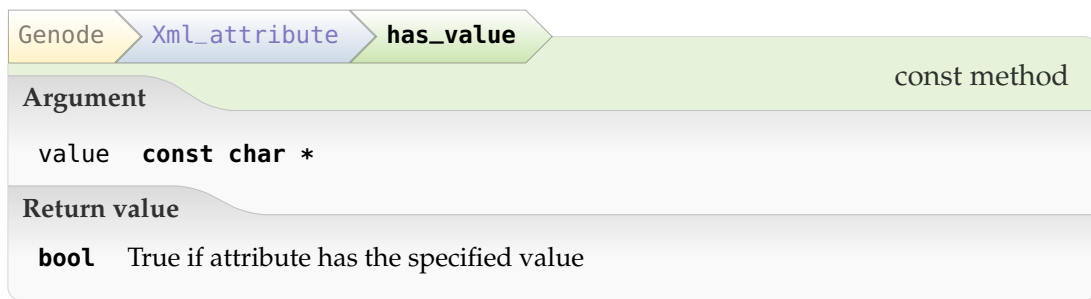 Genode Xml_attribute has_value
const method
Argument
value const char *
Return value
bool True if attribute has the specified value